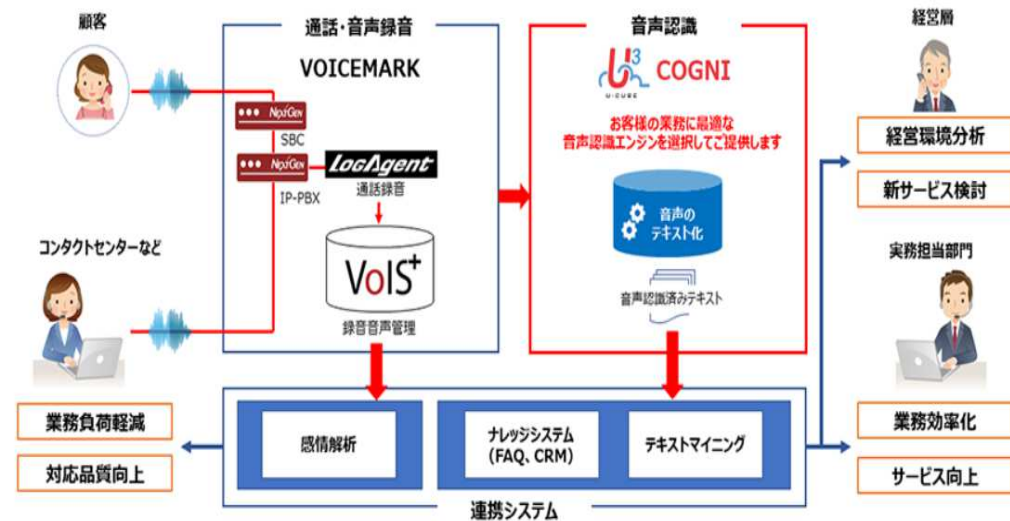 顧客
通話・音声録音
VOICEMARK
NEXTGEN
SBC
NEXTGEN
IP-PBX
LOGAGENT
通話録音
VoIS+
録音音声管理
音声認識
U3
U-CUBE
COGNI
お客様の業務に最適な
音声認識エンジンを選択してご提供します
音声の
テキスト化
音声認識済みテキスト
経営層
経営環境分析
新サービス検討
コンタクトセンターなど
業務負荷軽減
対応品質向上
感情解析
ナレッジシステム
(FAQ、CRM)
テキストマイニング
連携システム
実務担当部門
業務効率化
サービス向上